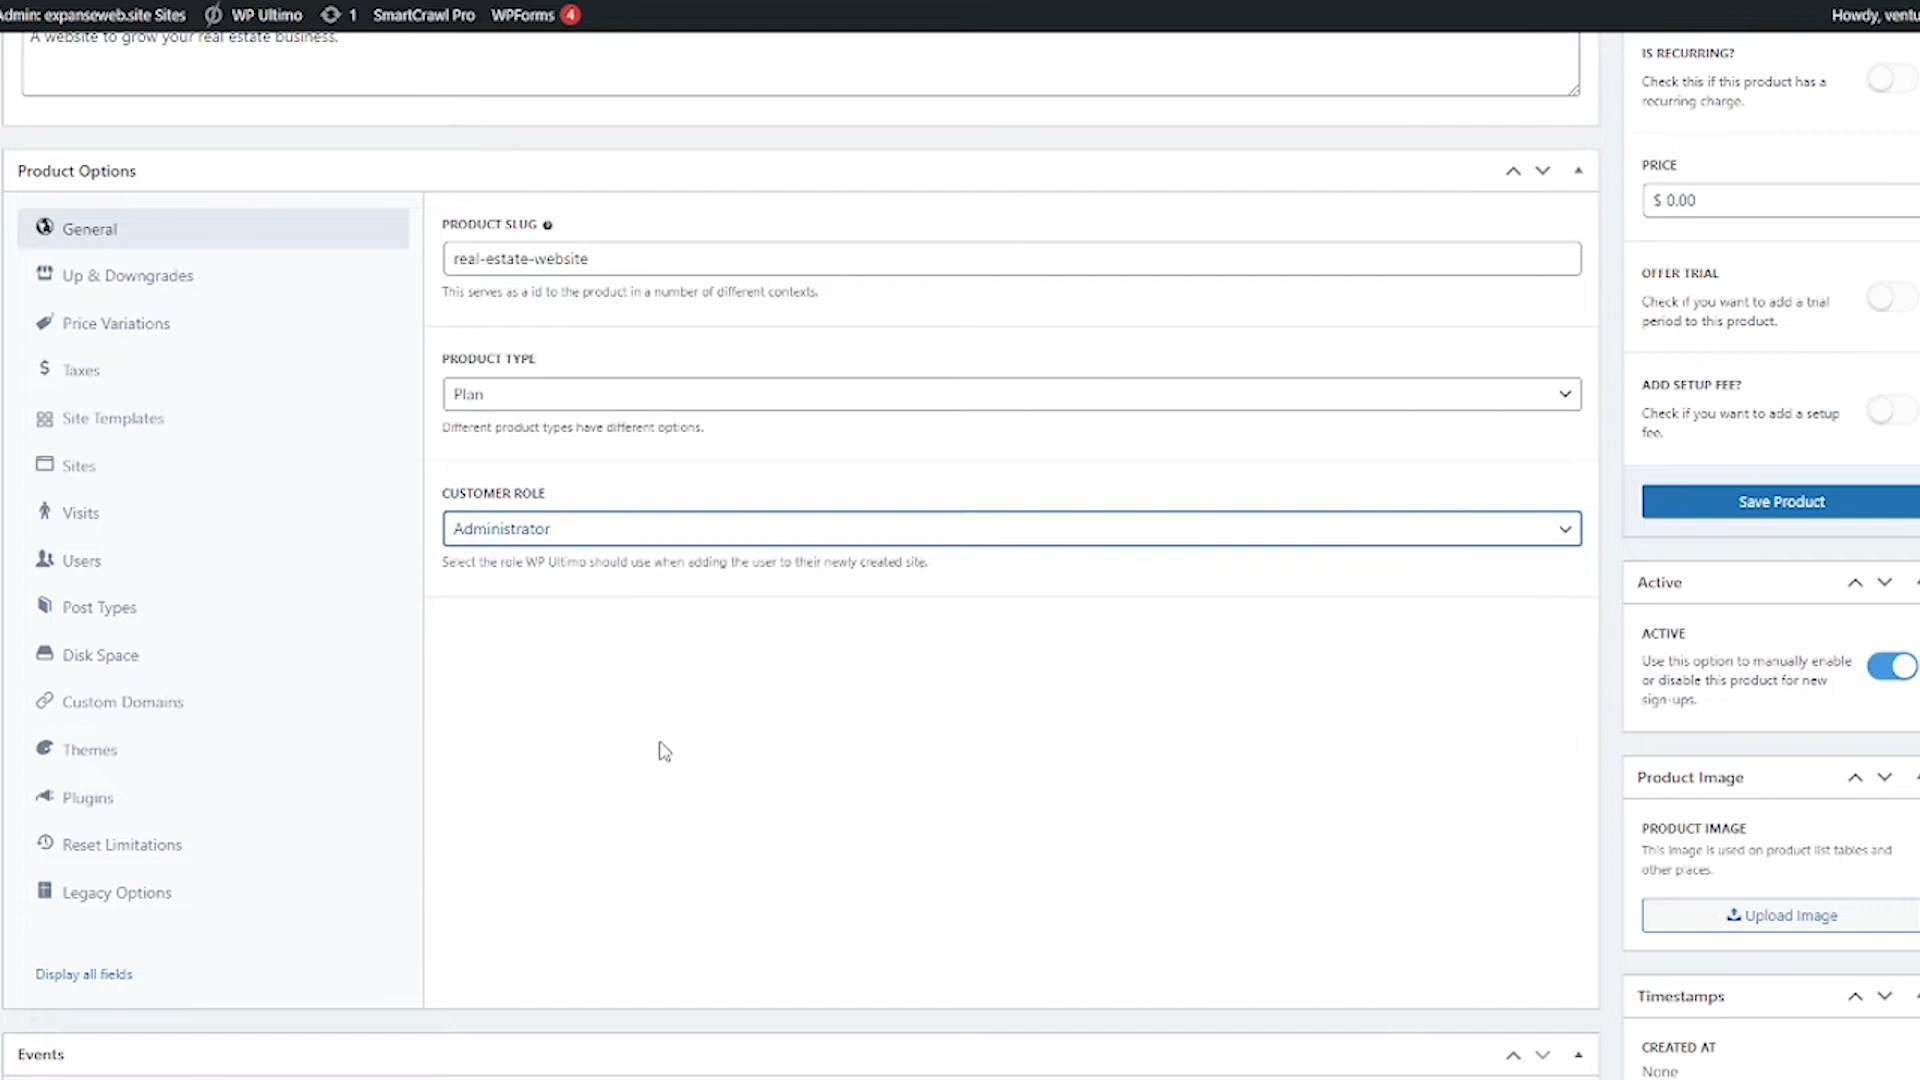 Admin: expanseweb.site Sites
WP Ultimo
1
SmartCrawl Pro
WPForms
4
Howdy,
A website to grow your real estate business.
Product Options
General
Up & Downgrades
Price Variations
Taxes
Site Templates
Sites
Visits
Users
Post Types
Disk Space
Custom Domains
Themes
Plugins
Reset Limitations
Legacy Options
Display all fields
PRODUCT SLUG
real-estate-website
This serves as a id to the product in a number of different contexts.
PRODUCT TYPE
Plan
Different product types have different options.
CUSTOMER ROLE
Administrator
Select the role WP Ultimo should use when adding the user to their newly created site.
Events
IS RECURRING?
Check this if this product has a
recurring charge.
PRICE
$ 0.00
OFFER TRIAL
Check if you want to add a trial
period to this product.
ADD SETUP FEE?
Check if you want to add a setup
fee.
Save Product
Active
ACTIVE
Use this option to manually enable
or disable this product for new
sign-ups.
Product Image
PRODUCT IMAGE
This image is used on product list tables and
other places.
Upload Image
Timestamps
CREATED AT
None